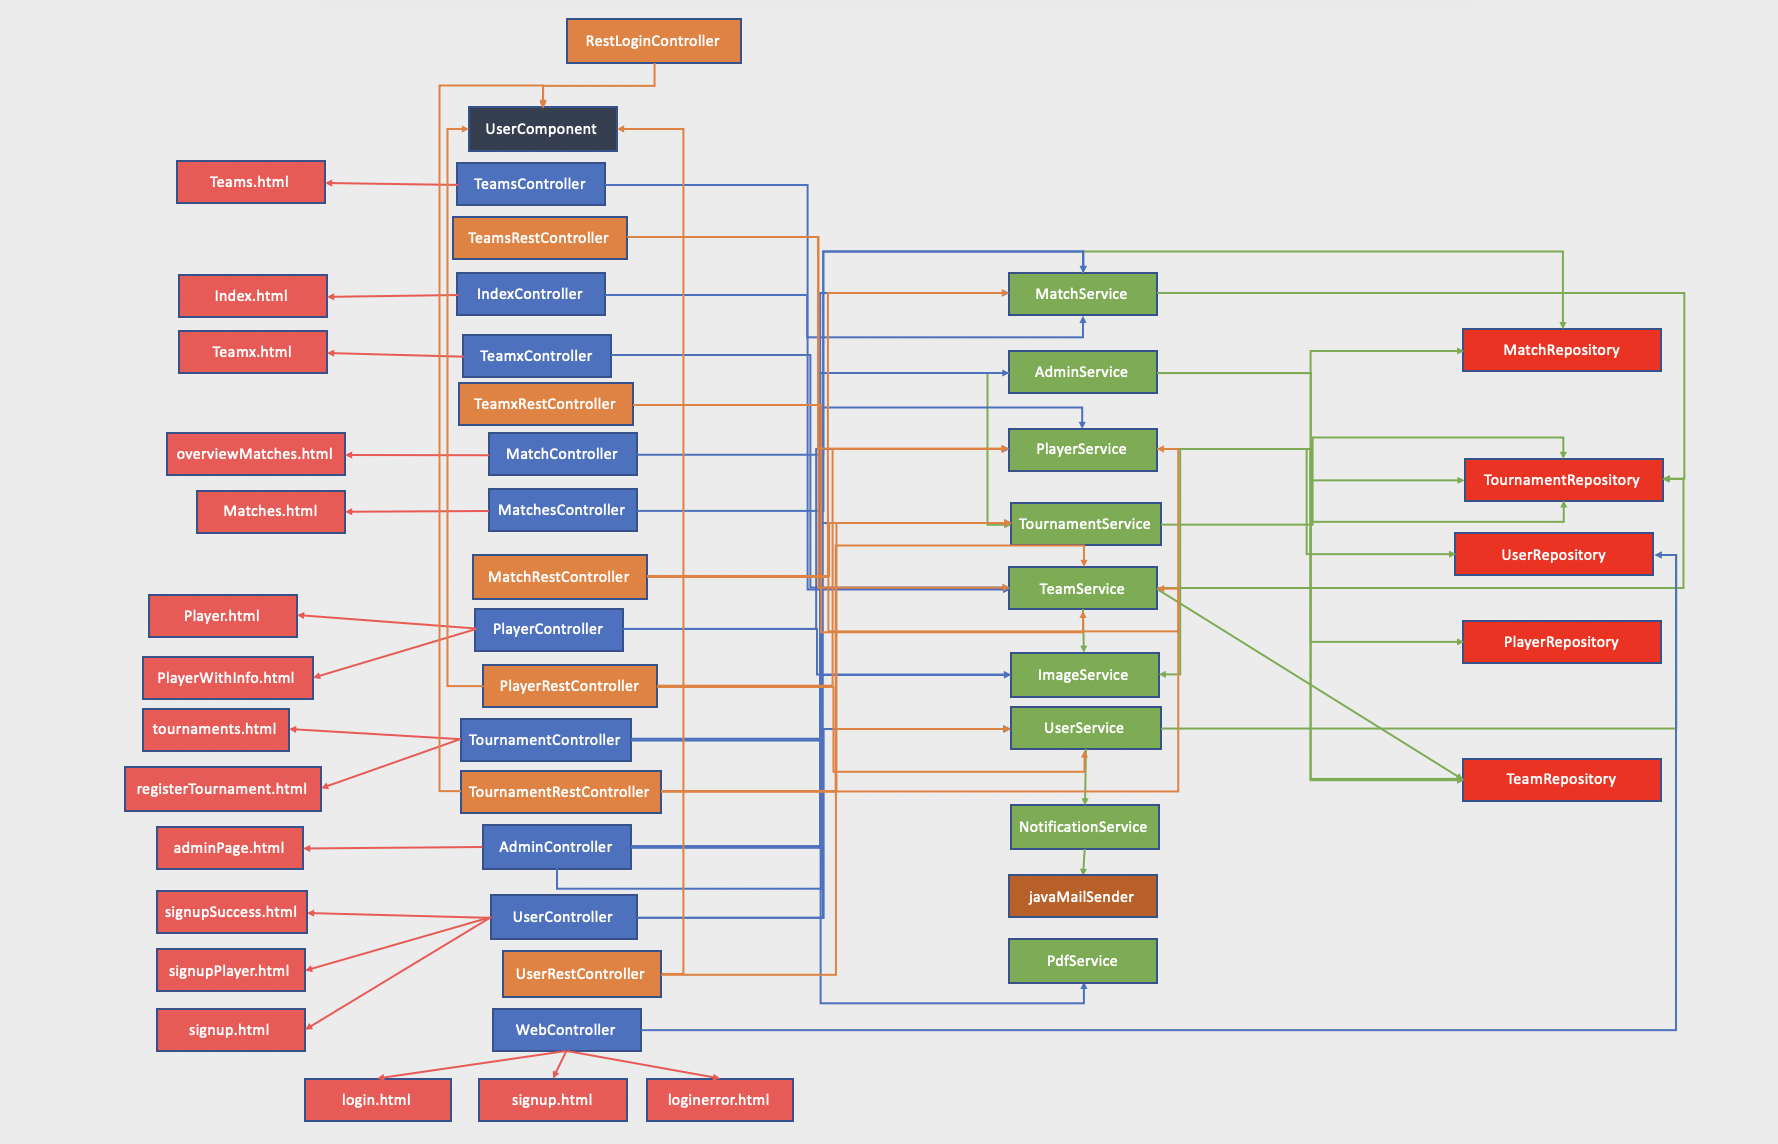 RestLoginController
UserComponent
Teams.html
TeamsController
TeamsRestController
Index.html
IndexController
MatchService
Teamx.html
TeamxController
MatchRepository
AdminService
TeamxRestController
overviewMatches.html
MatchController
PlayerService
TournamentRepository
Matches.html
MatchesController
TournamentService
UserRepository
MatchRestController
TeamService
Player.html
PlayerController
PlayerRepository
PlayerWithInfo.html
PlayerRestController
ImageService
tournaments.html
TournamentController
UserService
registerTournament.html
TournamentRestController
TeamRepository
NotificationService
adminPage.html
AdminController
javaMailSender
signupSuccess.html
UserController
signupPlayer.html
UserRestController
PdfService
signup.html
WebController
login.html
signup.html
loginerror.html